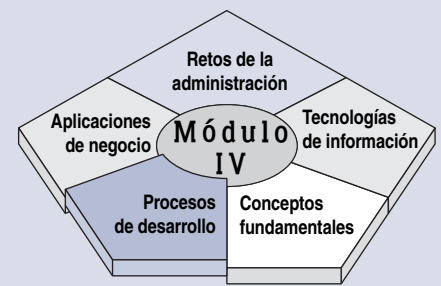 Retos de la
administración
Aplicaciones
de negocio
Módulo
IV
Tecnologías
de información
Procesos
de desarrollo
Conceptos
fundamentales